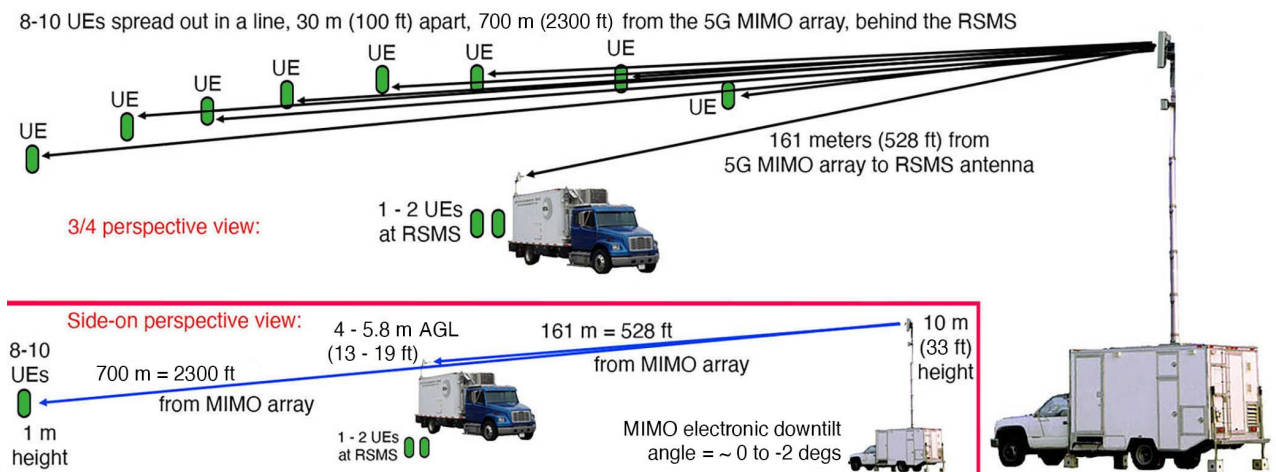 8-10 UEs spread out in a line, 30 m (100 ft) apart, 700 m (2300 ft) from the 5G MIMO array, behind the RSMS
UE
UE
UE
UE
UE
UE
UE
UE
161 meters (528 ft) from
5G MIMO array to RSMS antenna
1 - 2 UEs
at RSMS
3/4 perspective view:
Side-on perspective view:
8-10
UEs
1 m
height
700 m = 2300 ft
from MIMO array
4 - 5.8 m AGL
(13 - 19 ft)
161 m = 528 ft
from MIMO array
10 m
(33 ft)
height
1 - 2 UEs
at RSMS
MIMO electronic downtilt
angle = ~ 0 to -2 degs